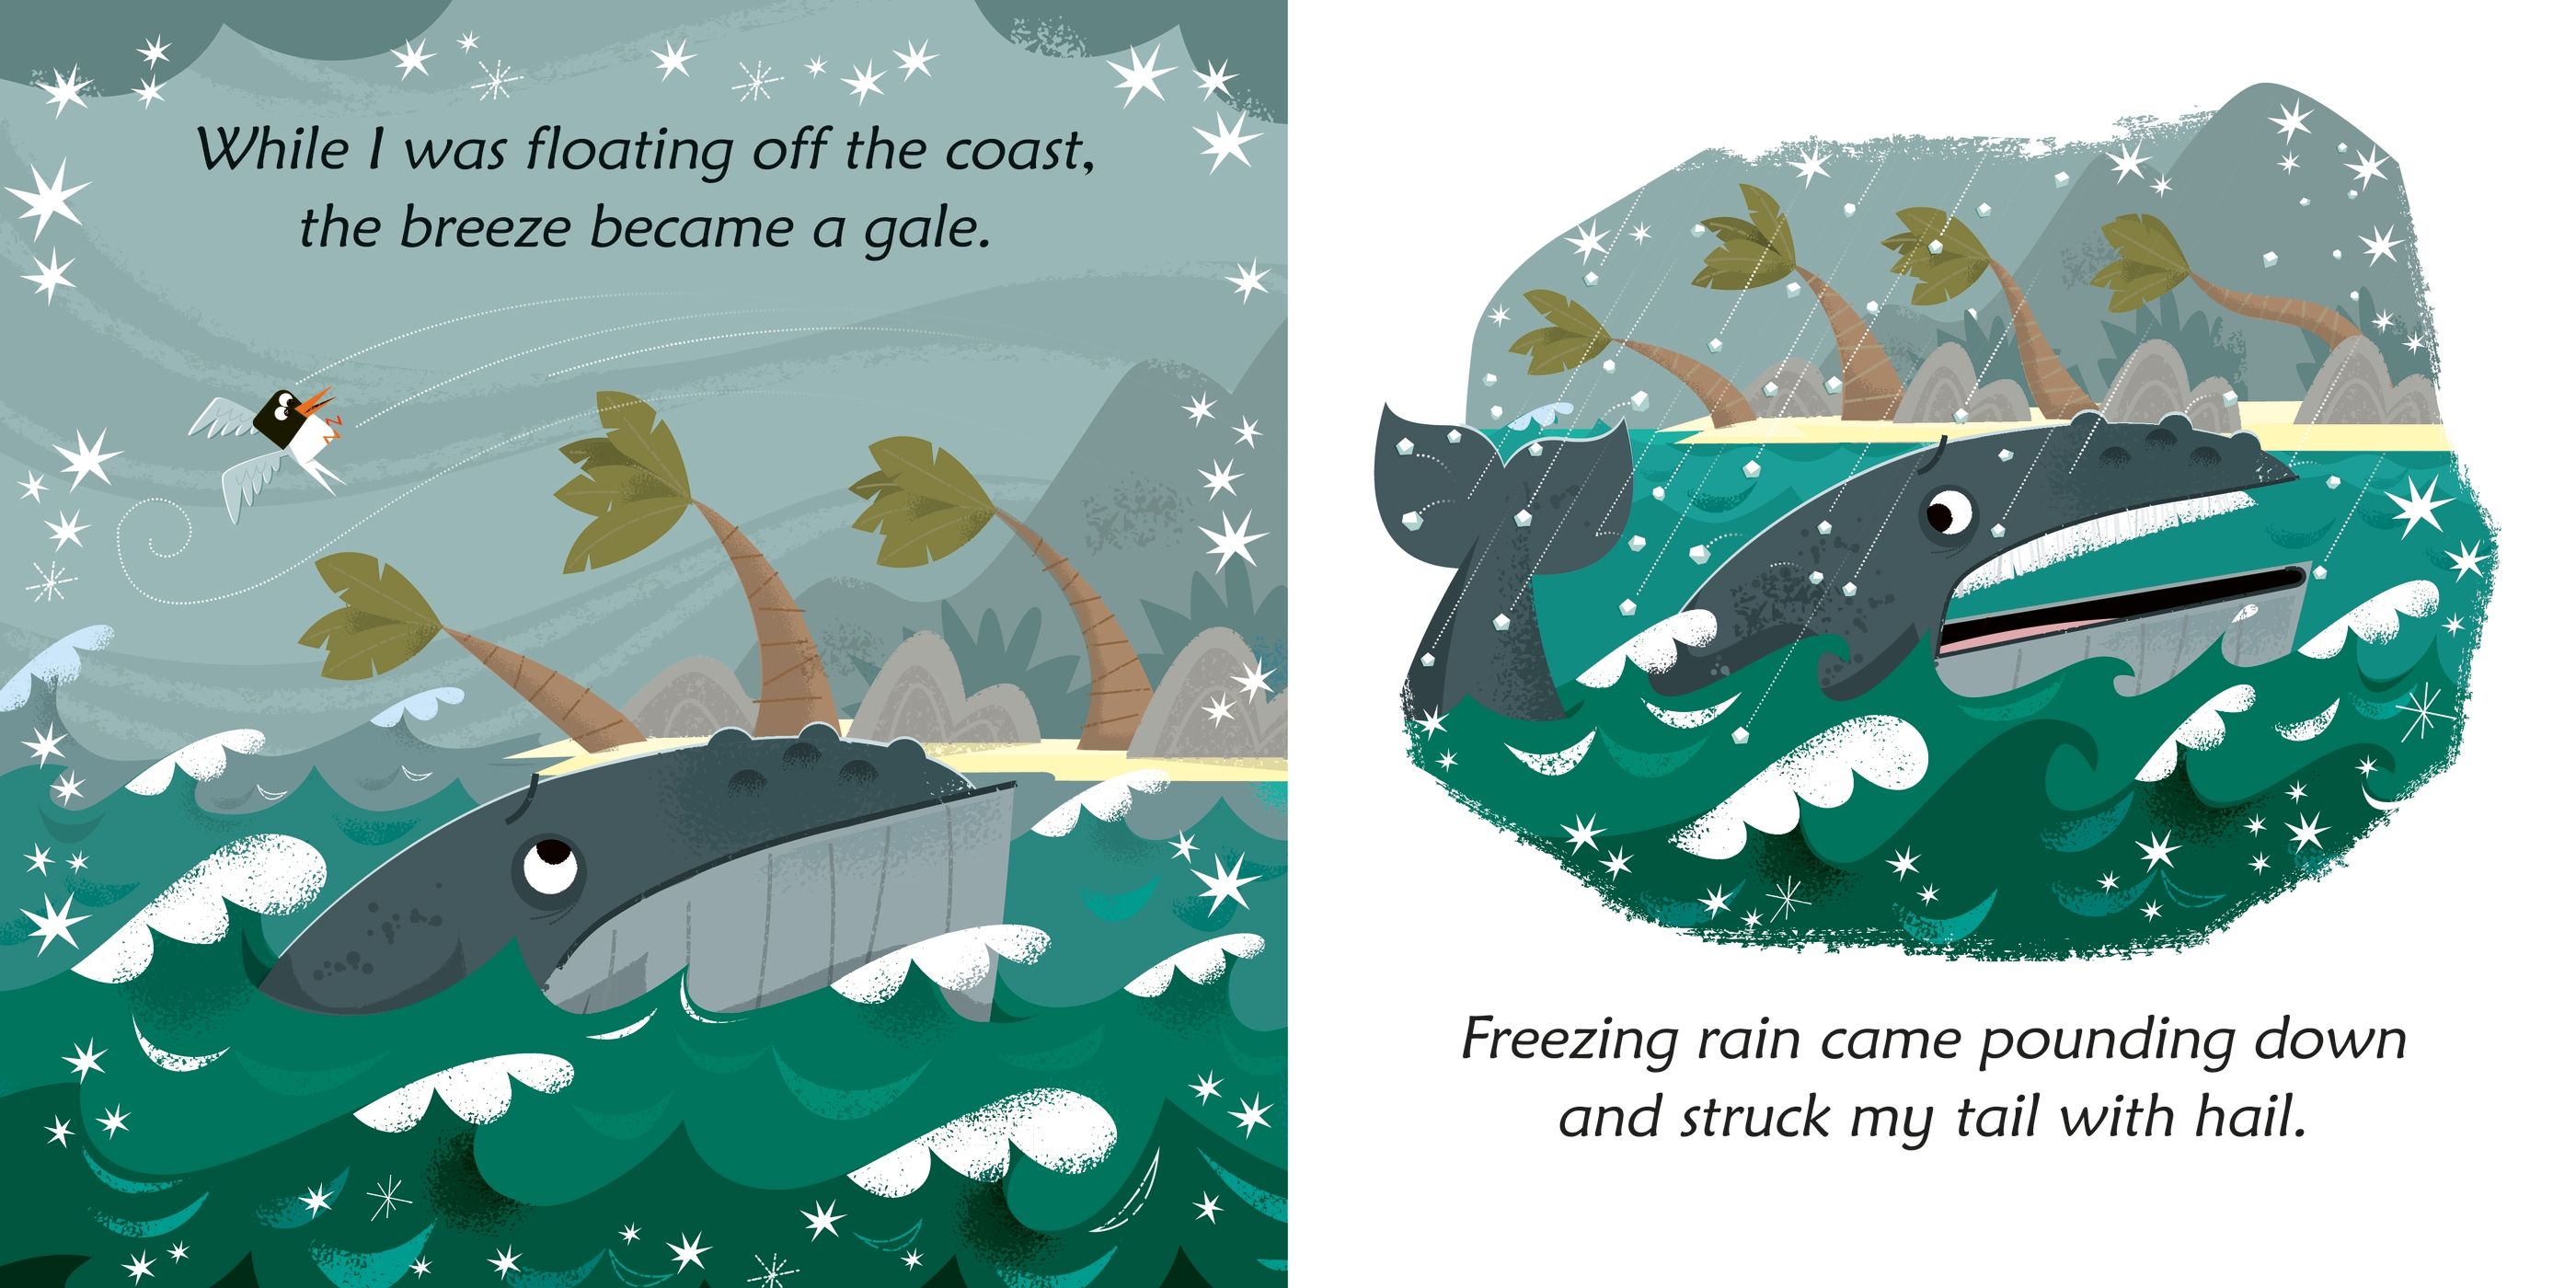 While I was floating off the coast,
the breeze became a gale.
Freezing rain came pounding down
and struck my tail with hail.